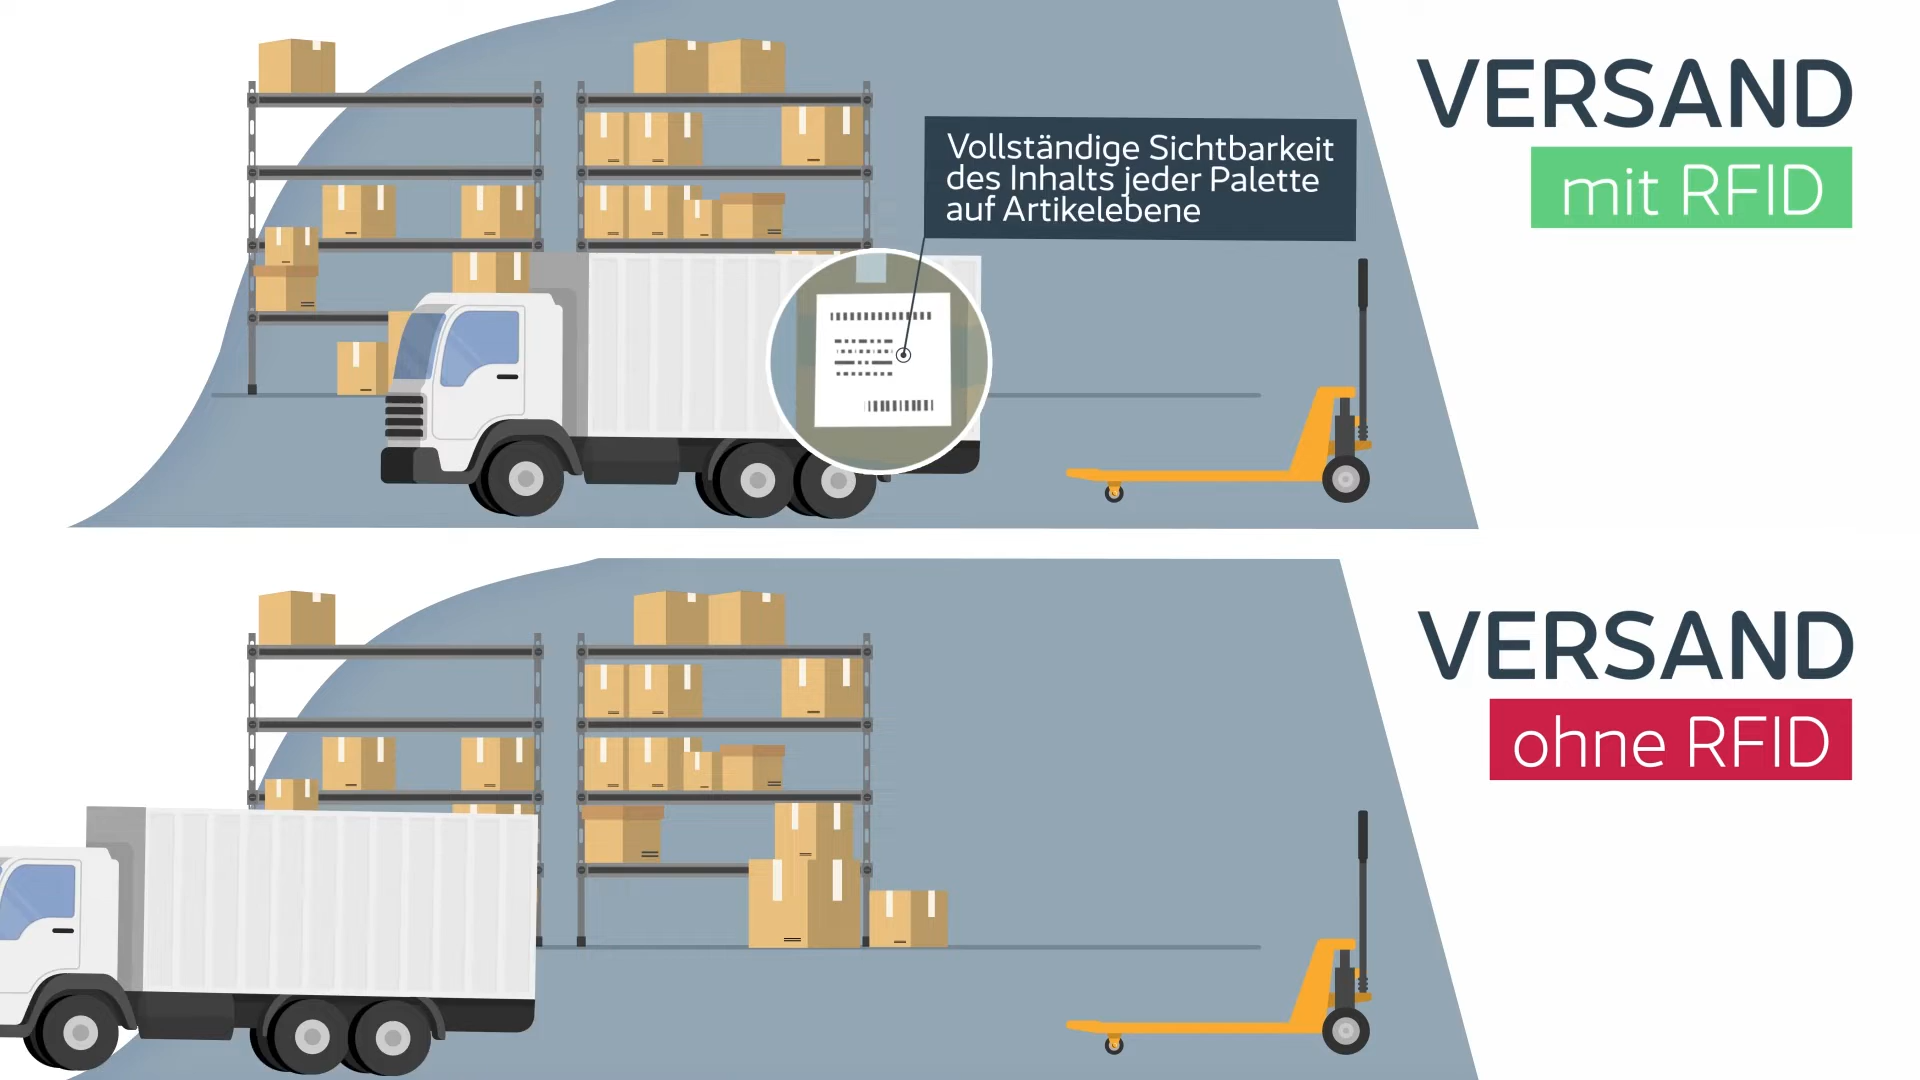 VERSAND
mit RFID
Vollständige Sichtbarkeit
des Inhalts jeder Palette
auf Artikelebene
VERSAND
ohne RFID